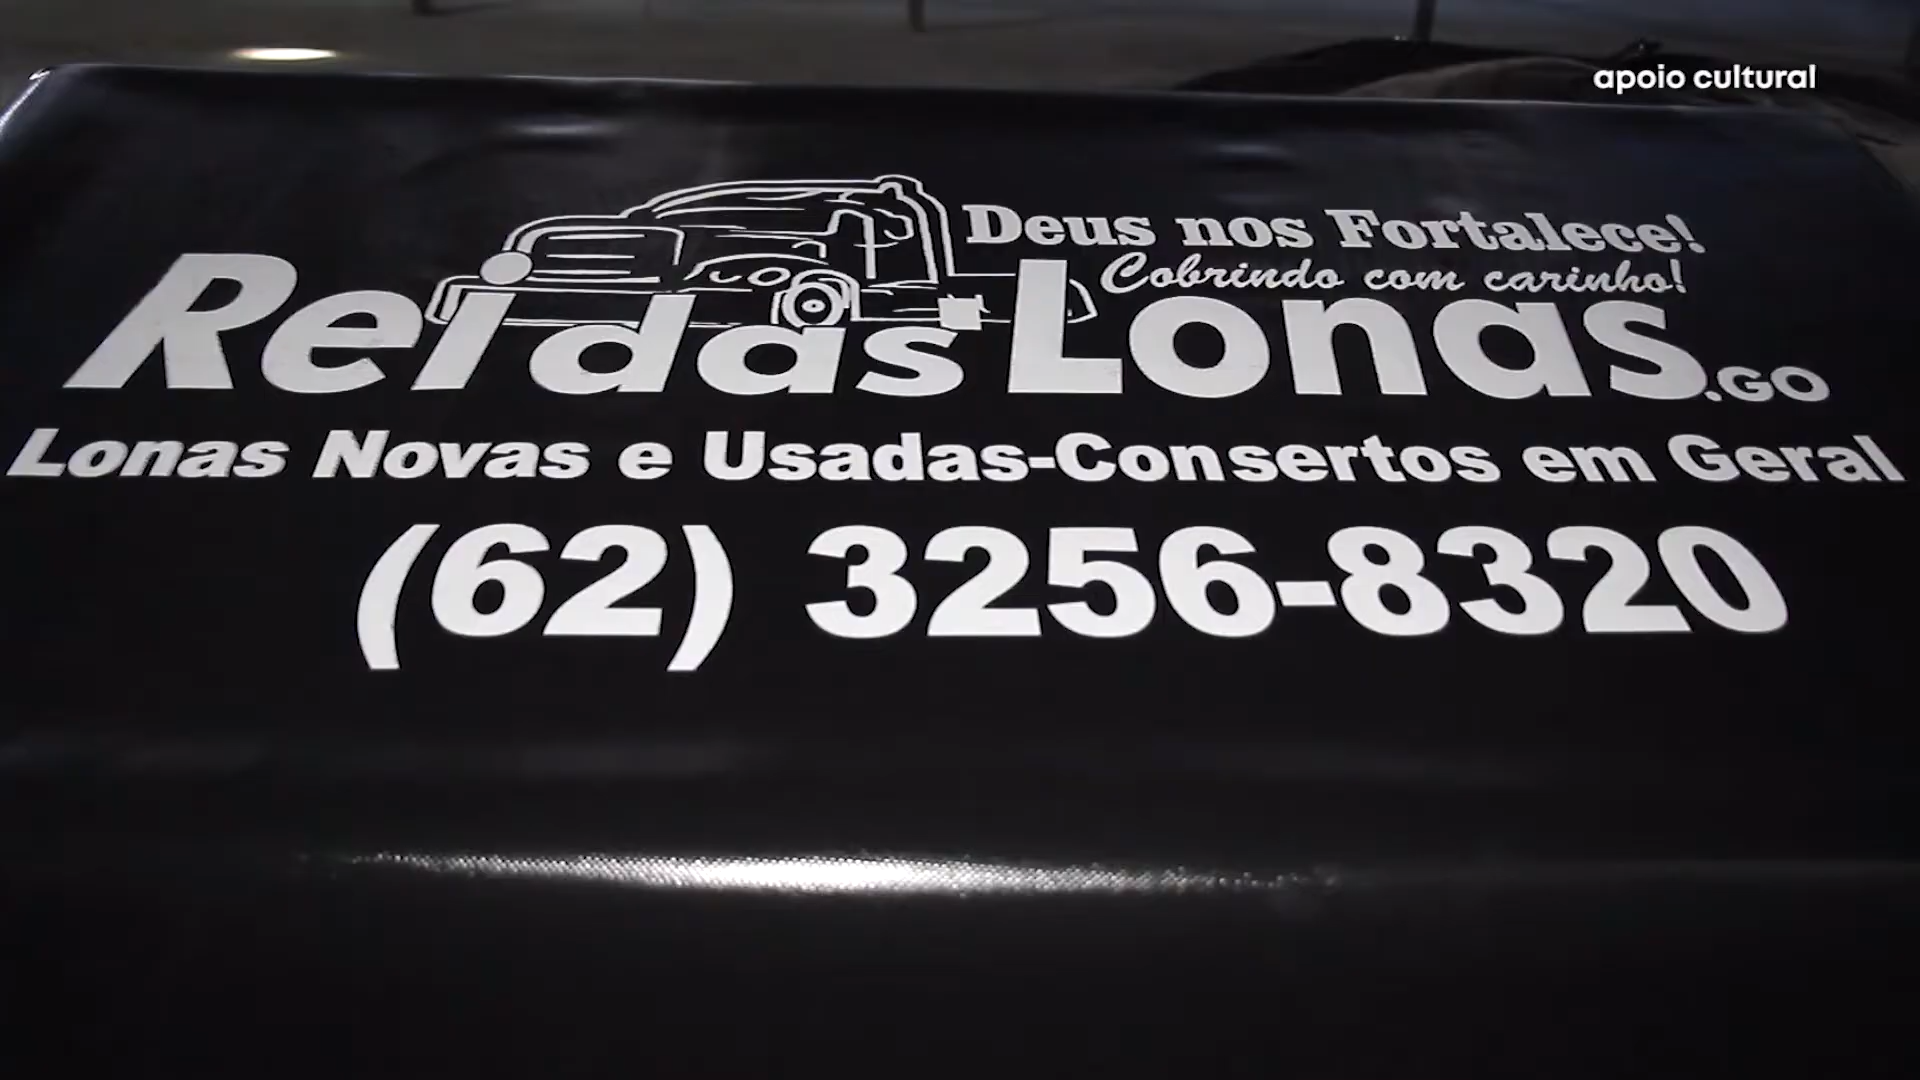 apoio cultural
Deus nos Fortalece!
Cobrindo com carinho!
Rei das Lonas.GO
Lonas Novas e Usadas-Consertos em Geral
(62) 3256-8320